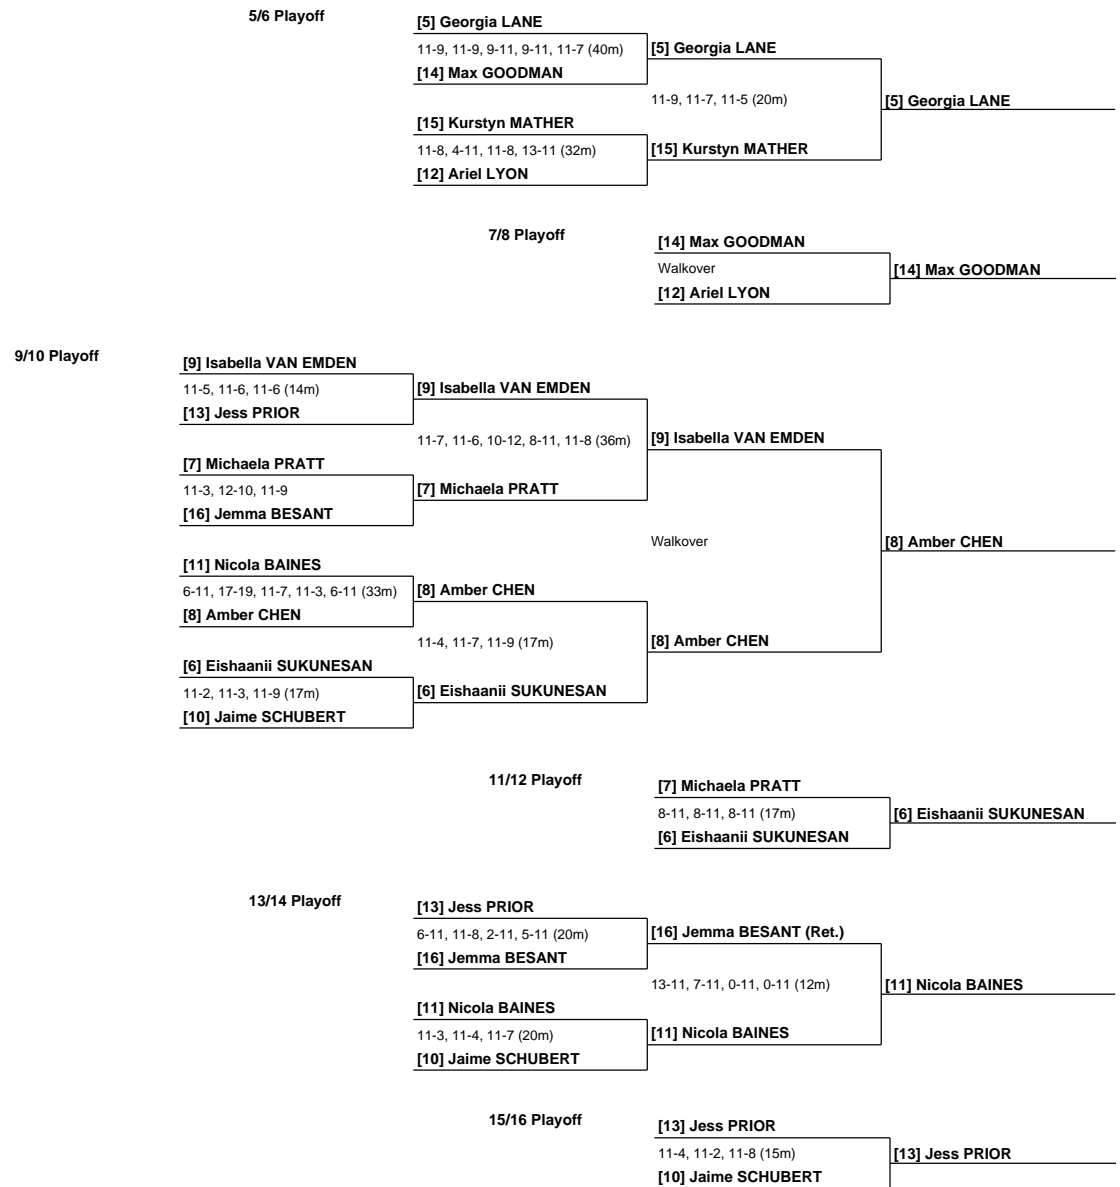 5/6 Playoff
[5] Georgia LANE
11-9, 11-9, 9-11, 9-11, 11-7 (40m)
[5] Georgia LANE
[14] Max GOODMAN
11-9, 11-7, 11-5 (20m)
[5] Georgia LANE
[15] Kurstyn MATHER
11-8, 4-11, 11-8, 13-11 (32m)
[15] Kurstyn MATHER
[12] Ariel LYON
7/8 Playoff
[14] Max GOODMAN
Walkover
[14] Max GOODMAN
[12] Ariel LYON
9/10 Playoff
[9] Isabella VAN EMDEN
11-5, 11-6, 11-6 (14m)
[9] Isabella VAN EMDEN
[13] Jess PRIOR
11-7, 11-6, 10-12, 8-11, 11-8 (36m)
[9] Isabella VAN EMDEN
[7] Michaela PRATT
11-3, 12-10, 11-9
[7] Michaela PRATT
[16] Jemma BESANT
Walkover
[8] Amber CHEN
[11] Nicola BAINES
6-11, 17-19, 11-7, 11-3, 6-11 (33m)
[8] Amber CHEN
[8] Amber CHEN
11-4, 11-7, 11-9 (17m)
[8] Amber CHEN
[6] Eishaanii SUKUNESAN
11-2, 11-3, 11-9 (17m)
[6] Eishaanii SUKUNESAN
[10] Jaime SCHUBERT
11/12 Playoff
[7] Michaela PRATT
8-11, 8-11, 8-11 (17m)
[6] Eishaanii SUKUNESAN
[6] Eishaanii SUKUNESAN
13/14 Playoff
[13] Jess PRIOR
6-11, 11-8, 2-11, 5-11 (20m)
[16] Jemma BESANT (Ret.)
[16] Jemma BESANT
13-11, 7-11, 0-11, 0-11 (12m)
[11] Nicola BAINES
[11] Nicola BAINES
11-3, 11-4, 11-7 (20m)
[11] Nicola BAINES
[10] Jaime SCHUBERT
15/16 Playoff
[13] Jess PRIOR
11-4, 11-2, 11-8 (15m)
[13] Jess PRIOR
[10] Jaime SCHUBERT